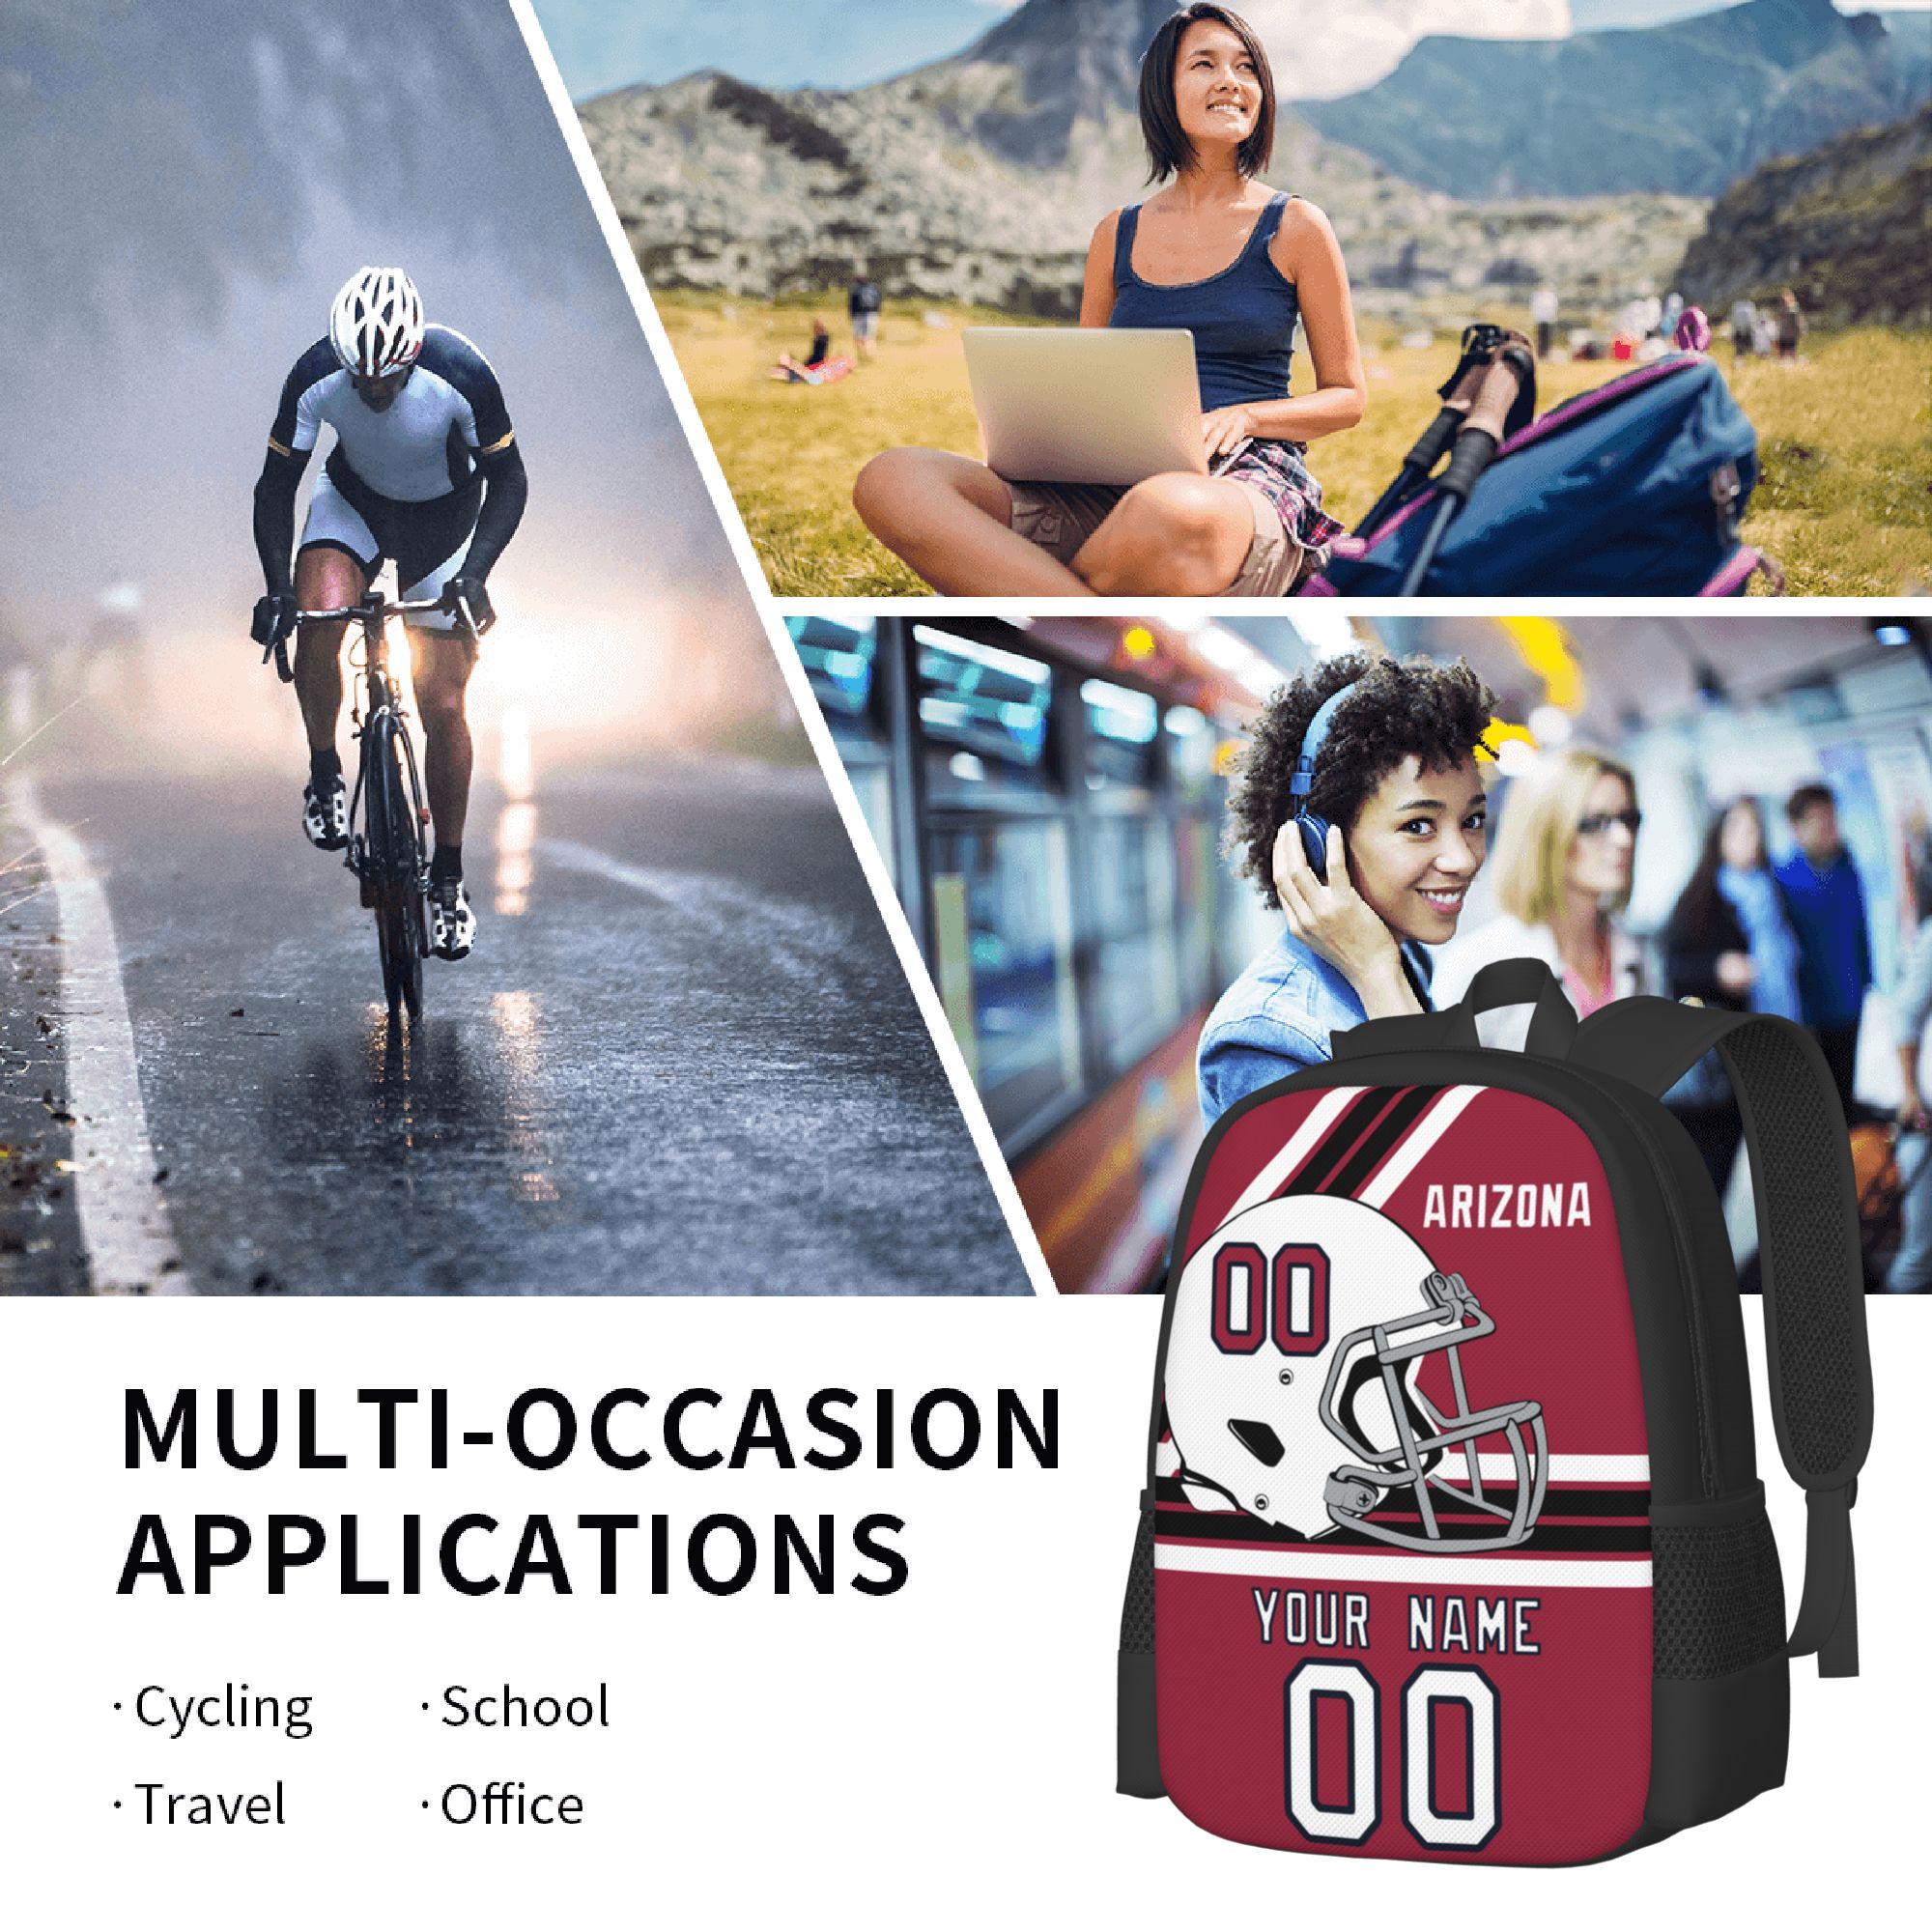 ARIZONA
00
MULTI-OCCASION
APPLICATIONS
YOUR NAME
00
· Cycling
· School
· Travel
· Office